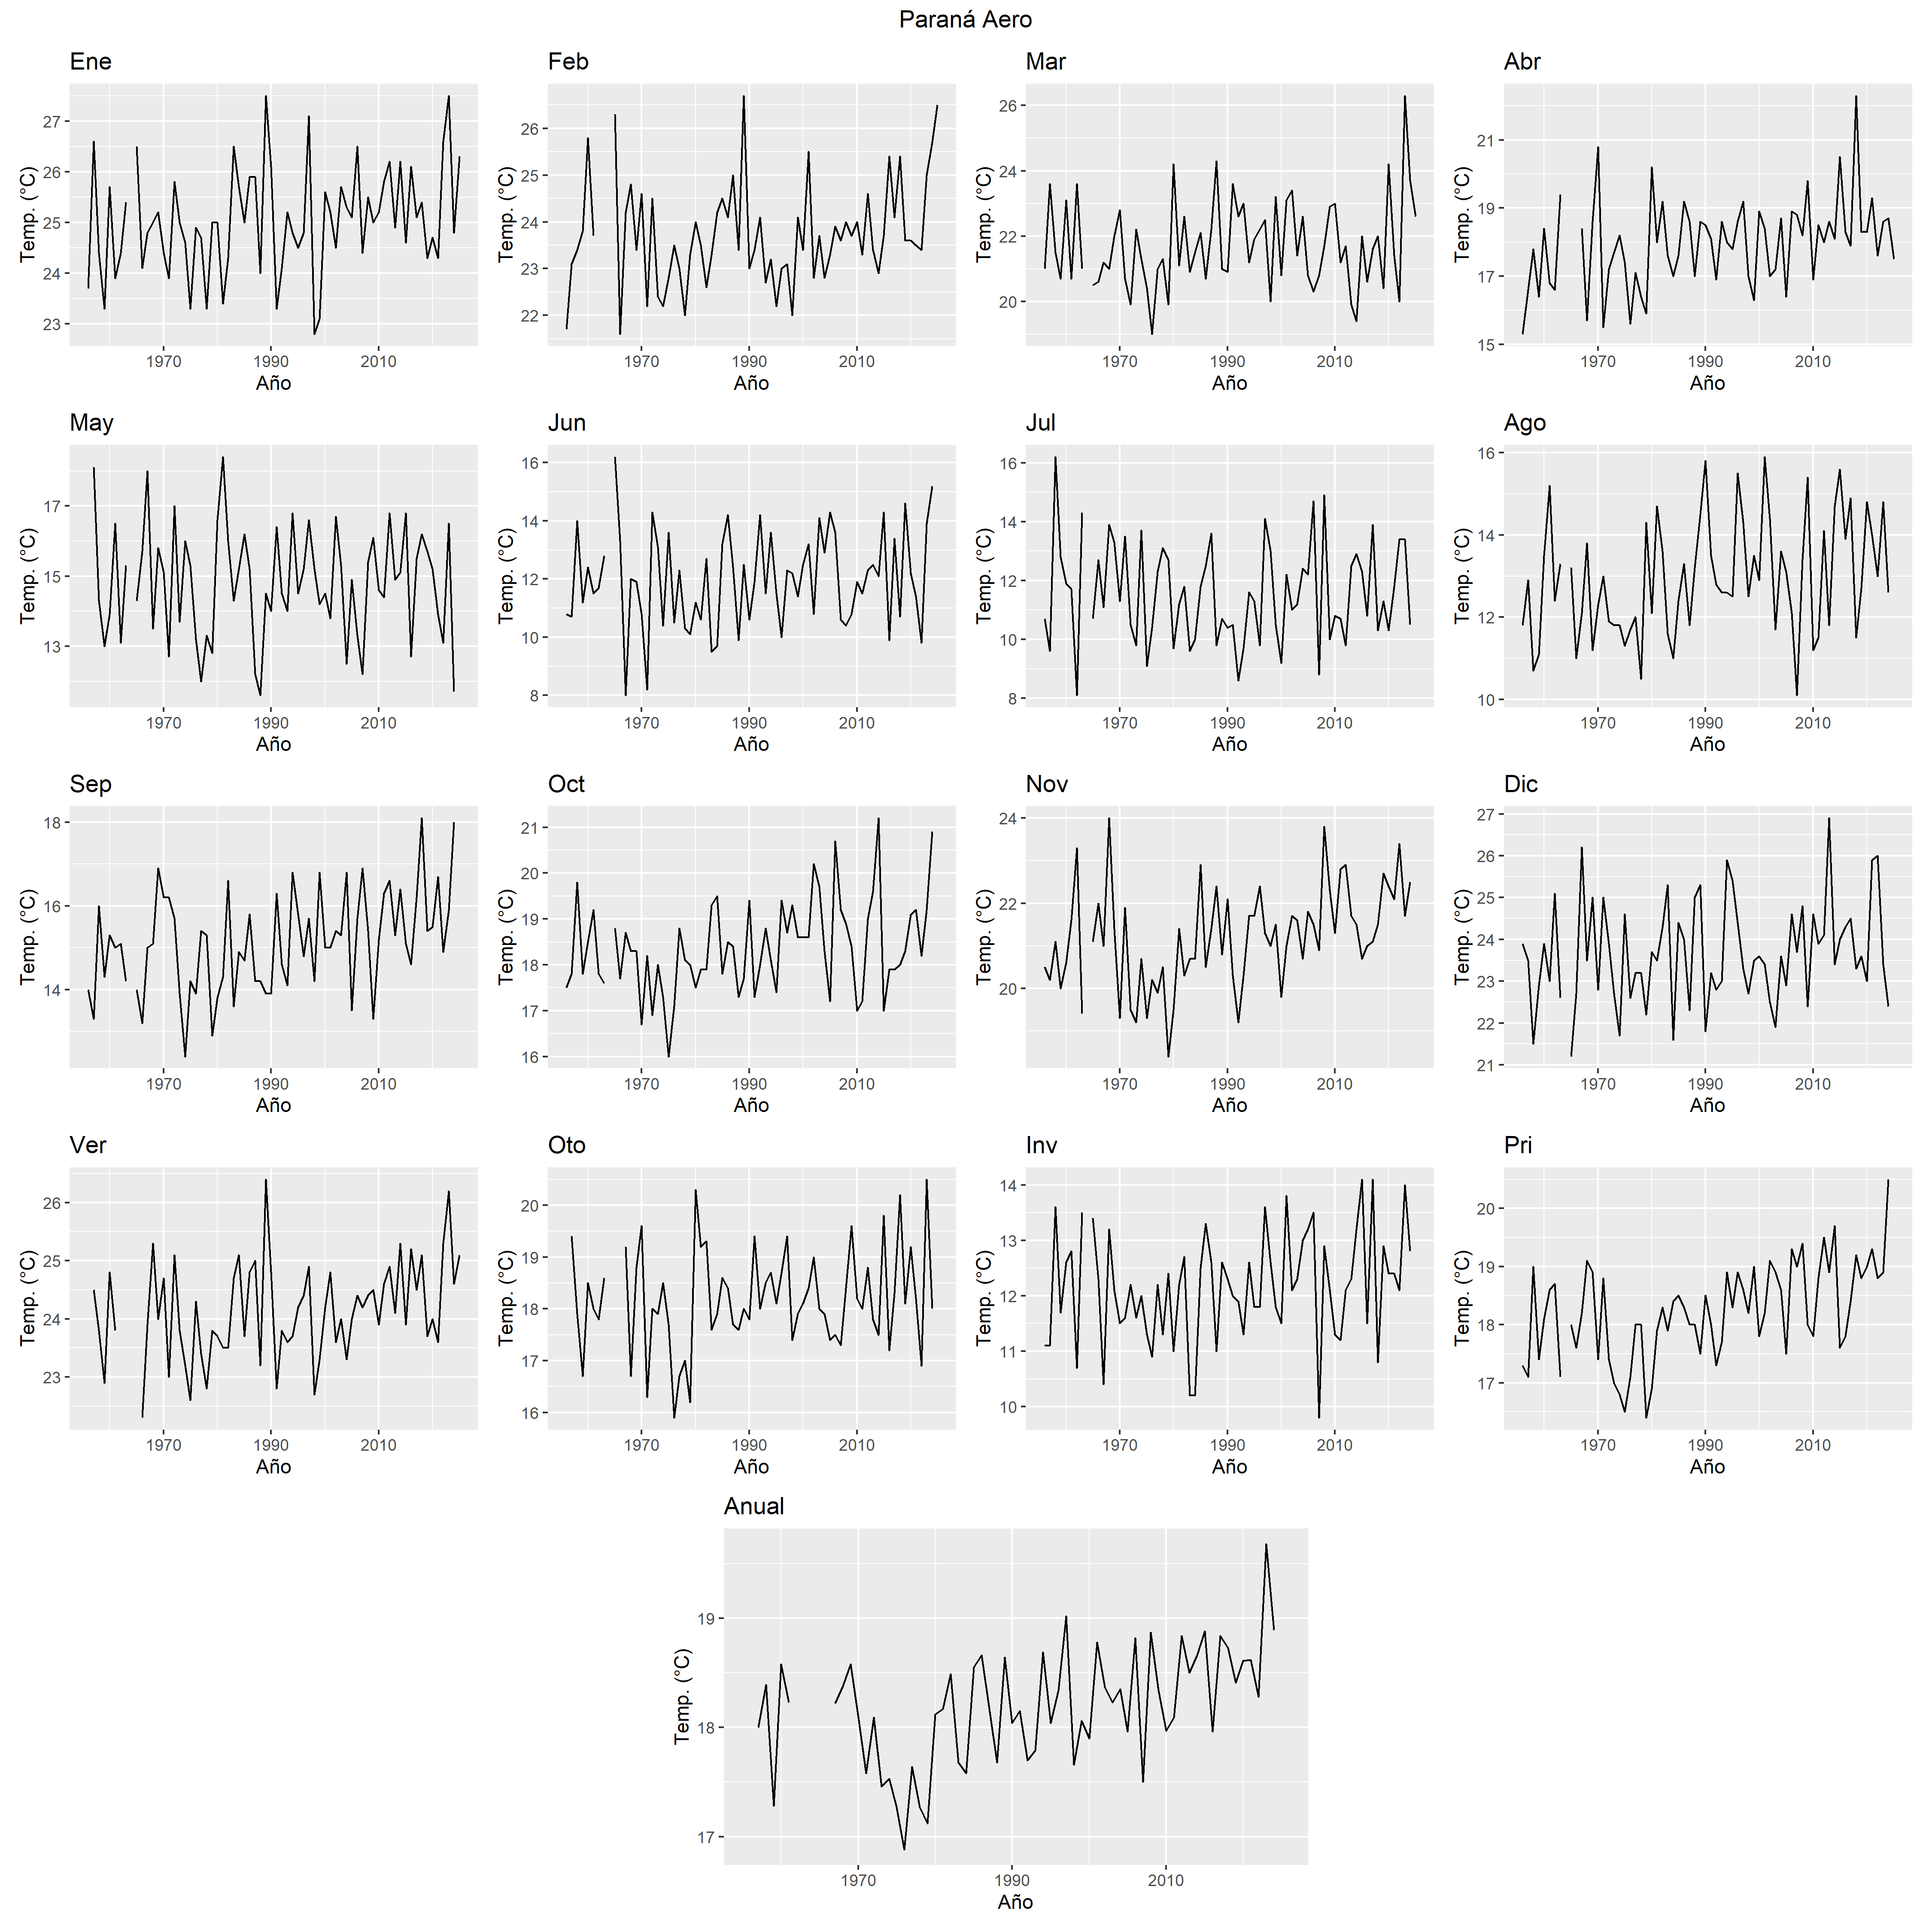 Paraná Aero
Ene Feb Mar Abr
Temp. (°C) 27 26 25 24 23
Temp. (°C) 26 25 24 23 22
Temp. (°C) 26 24 22 20
Temp. (°C) 21 19 17 15
1970 1990 2010 1970 1990 2010 1970 1990 2010 1970 1990 2010
Año Año Año Año
May Jun Jul Ago
Temp. (°C) 17 15 13
Temp. (°C) 16 14 12 10 8
Temp. (°C) 16 14 12 10 8
Temp. (°C) 16 14 12 10
1970 1990 2010 1970 1990 2010 1970 1990 2010 1970 1990 2010
Año Año Año Año
Sep Oct Nov Dic
Temp. (°C) 18 16 14
Temp. (°C) 21 20 19 18 17 16
Temp. (°C) 24 22 20
Temp. (°C) 27 26 25 24 23 22 21
1970 1990 2010 1970 1990 2010 1970 1990 2010 1970 1990 2010
Año Año Año Año
Ver Oto Inv Pri
Temp. (°C) 26 25 24 23
Temp. (°C) 20 19 18 17 16
Temp. (°C) 14 13 12 11 10
Temp. (°C) 20 19 18 17
1970 1990 2010 1970 1990 2010 1970 1990 2010 1970 1990 2010
Año Año Año Año
Anual
Temp. (°C) 19 18 17
1970 1990 2010
Año